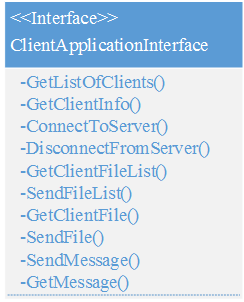 <<Interface>>
ClientApplicationInterface
-GetListOfClients()
-GetClientInfo()
-ConnectToServer()
-DisconnectFromServer()
-GetClientFileList()
-SendFileList()
-GetClientFile()
-SendFile()
-SendMessage()
-GetMessage()